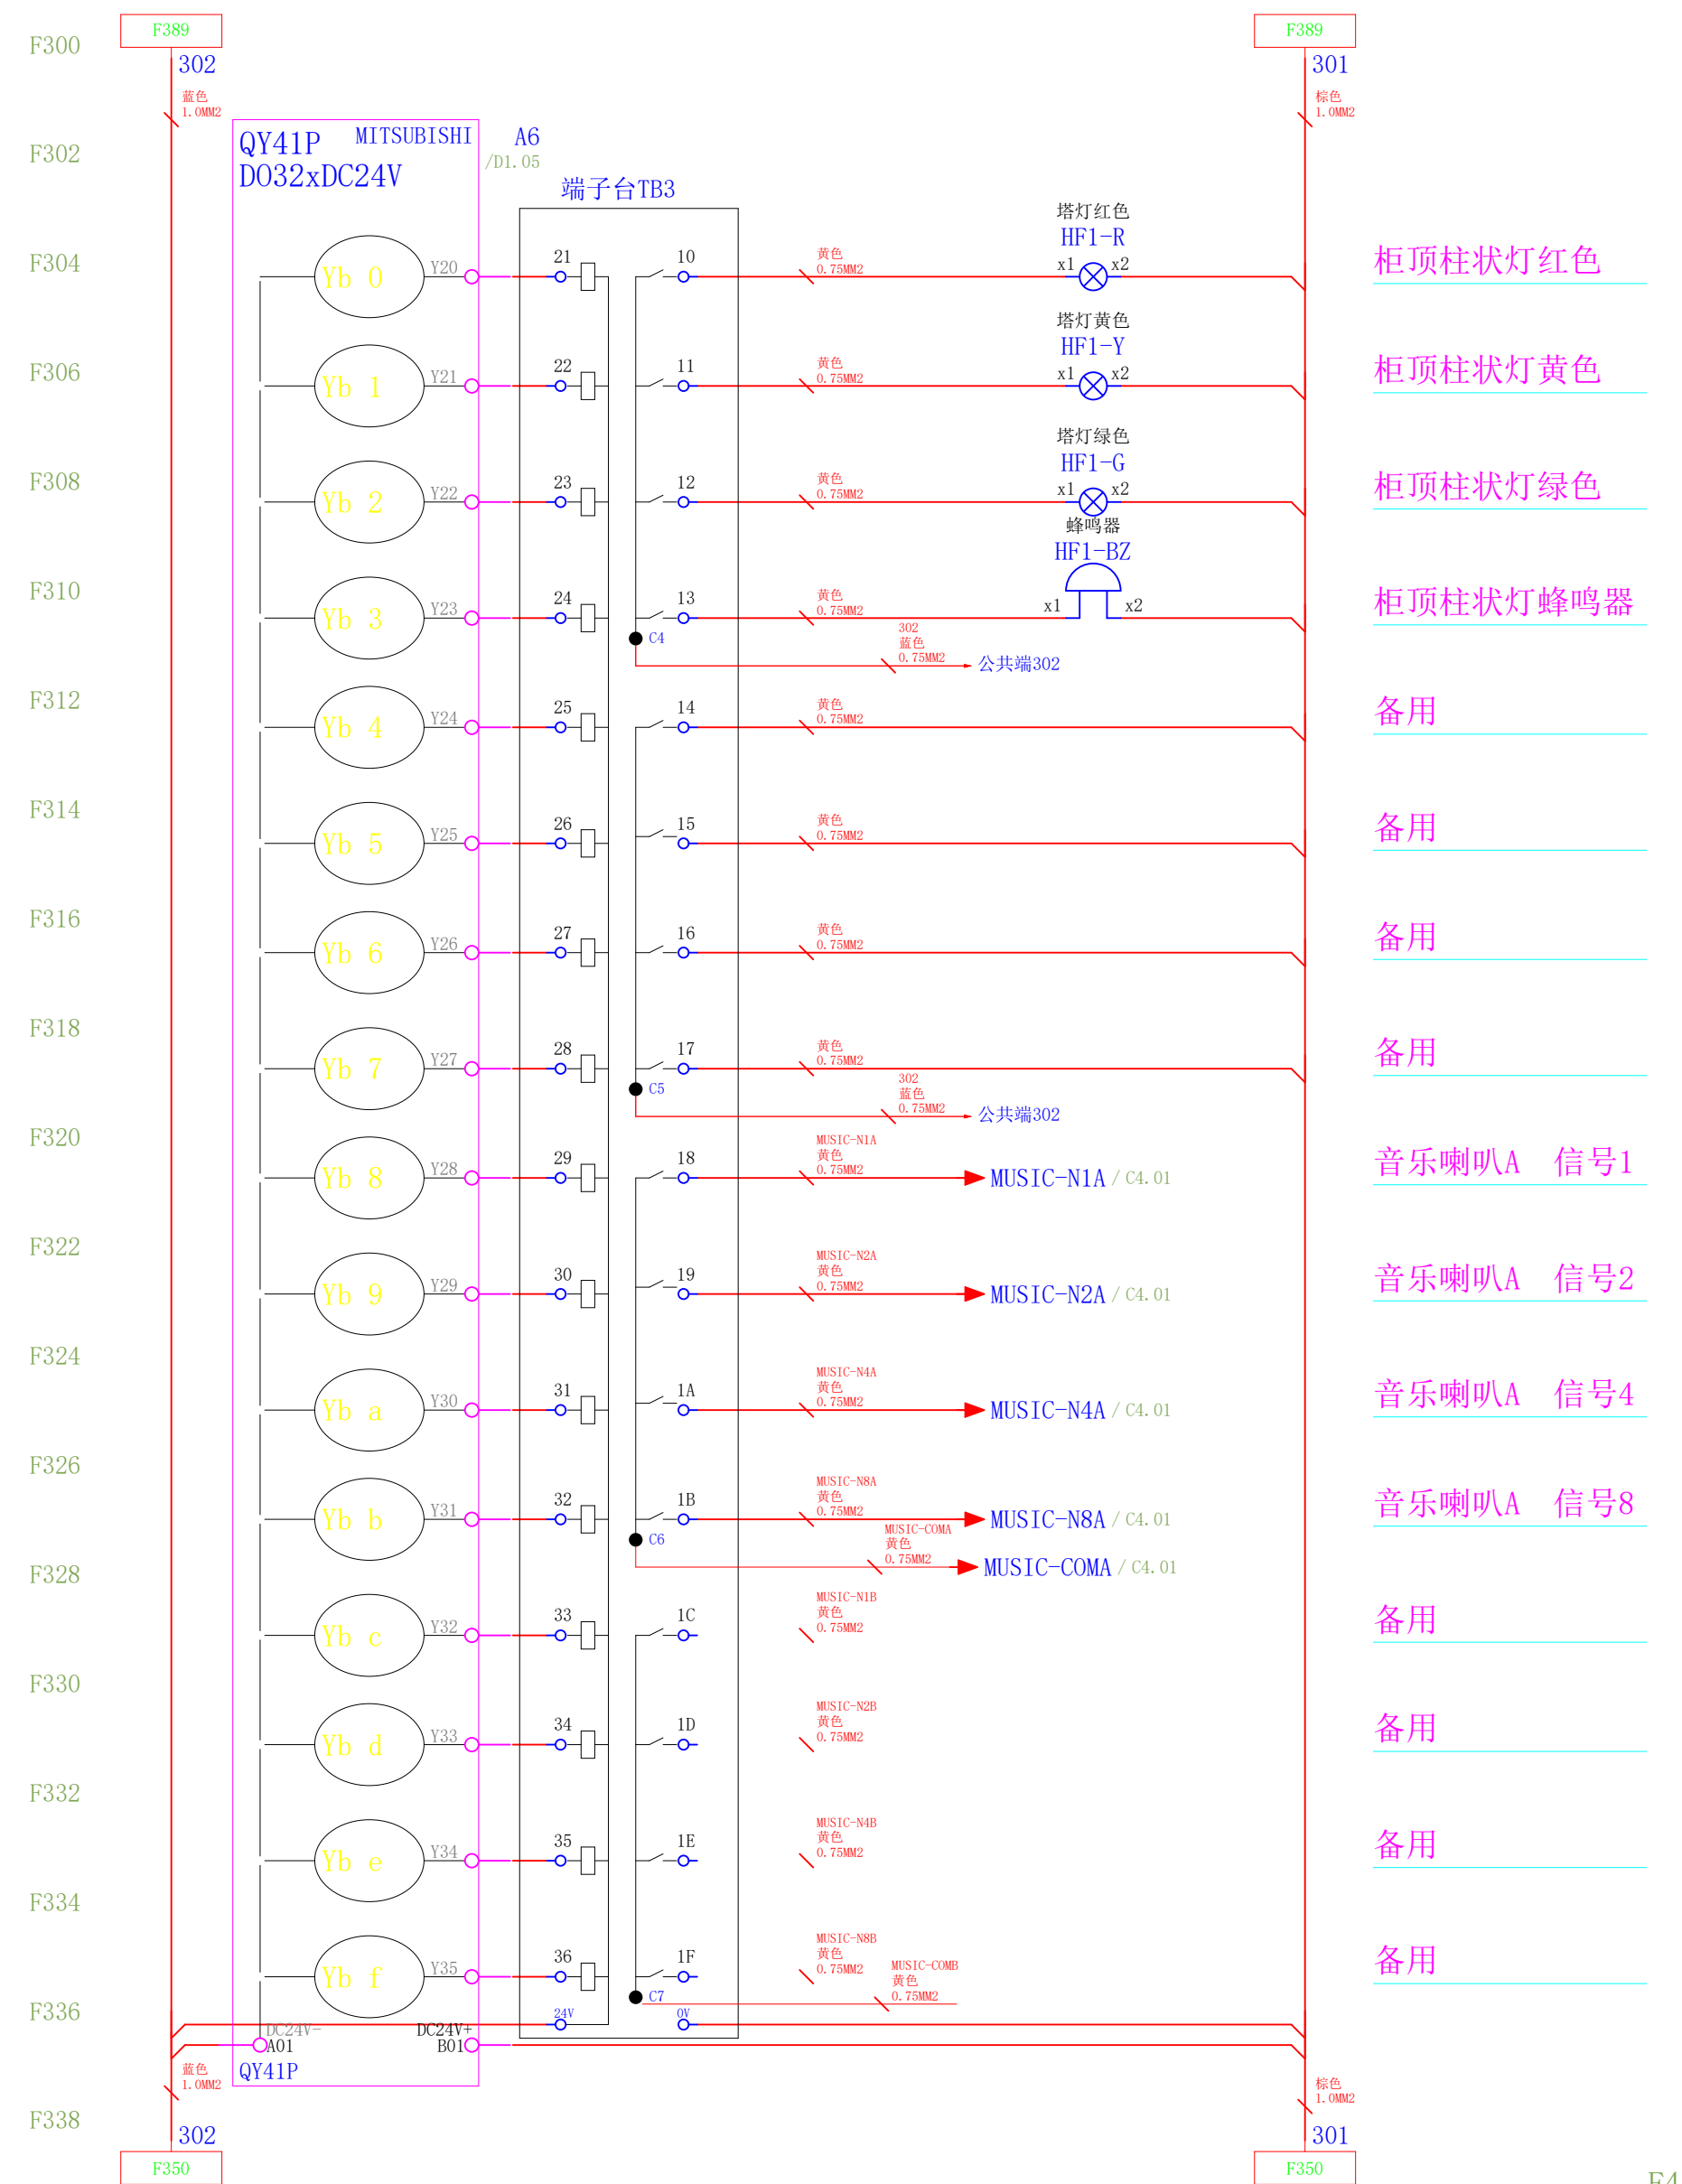 F389
F389
F300
302
301
蓝色
1.0MM2
棕色
1.0MM2
QY41P
MITSUBISHI
A6
F302
DO32xDC24V
/D1.05
端子台TB3
塔灯红色
HF1-R
F304
Yb 0
Y20
21
10
黄色
0.75MM2
x1
x2
柜顶柱状灯红色
塔灯黄色
HF1-Y
F306
Yb 1
Y21
22
11
黄色
0.75MM2
x1
x2
柜顶柱状灯黄色
塔灯绿色
HF1-G
F308
Yb 2
Y22
23
12
黄色
0.75MM2
x1
x2
柜顶柱状灯绿色
蜂鸣器
HF1-BZ
F310
Yb 3
Y23
24
13
黄色
0.75MM2
x1
x2
柜顶柱状灯蜂鸣器
C4
302
蓝色
0.75MM2
公共端302
F312
Yb 4
Y24
25
14
黄色
0.75MM2
备用
F314
Yb 5
Y25
26
15
黄色
0.75MM2
备用
F316
Yb 6
Y26
27
16
黄色
0.75MM2
备用
F318
Yb 7
Y27
28
17
黄色
0.75MM2
备用
C5
302
蓝色
0.75MM2
公共端302
F320
Yb 8
Y28
29
18
MUSIC-N1A
黄色
0.75MM2
MUSIC-N1A / C4.01
音乐喇叭A 信号1
F322
Yb 9
Y29
30
19
MUSIC-N2A
黄色
0.75MM2
MUSIC-N2A / C4.01
音乐喇叭A 信号2
F324
Yb a
Y30
31
1A
MUSIC-N4A
黄色
0.75MM2
MUSIC-N4A / C4.01
音乐喇叭A 信号4
F326
Yb b
Y31
32
1B
MUSIC-N8A
黄色
0.75MM2
MUSIC-N8A / C4.01
音乐喇叭A 信号8
C6
MUSIC-COMA
黄色
0.75MM2
MUSIC-COMA / C4.01
F328
Yb c
Y32
33
1C
MUSIC-N1B
黄色
0.75MM2
备用
F330
Yb d
Y33
34
1D
MUSIC-N2B
黄色
0.75MM2
备用
F332
Yb e
Y34
35
1E
MUSIC-N4B
黄色
0.75MM2
备用
F334
Yb f
Y35
36
1F
MUSIC-N8B
黄色
0.75MM2
备用
C7
MUSIC-COMB
黄色
0.75MM2
F336
24V
0V
DC24V-
A01
DC24V+
B01
QY41P
蓝色
1.0MM2
棕色
1.0MM2
F338
302
301
F350
F350